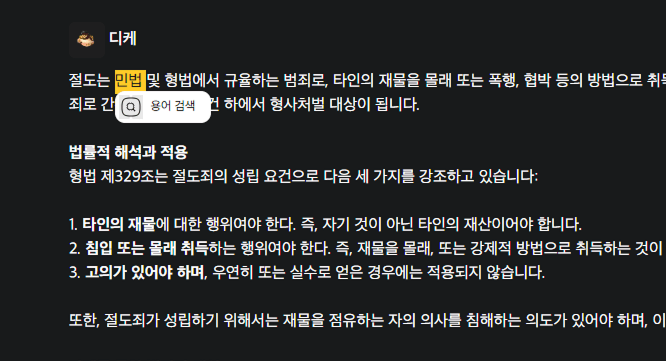 디케
절도는 민법 및 형법에서 규율하는 범죄로, 타인의 재물을 몰래 또는 폭행, 협박 등의 방법으로 취득
용어 검색
죄로 간 건 하에서 형사처벌 대상이 됩니다.
법률적 해석과 적용
형법 제329조는 절도죄의 성립 요건으로 다음 세 가지를 강조하고 있습니다:
1. 타인의 재물에 대한 행위여야 한다. 즉, 자기 것이 아닌 타인의 재산이어야 합니다.
2. 침입 또는 몰래 취득하는 행위여야 한다. 즉, 재물을 몰래, 또는 강제적 방법으로 취득하는 것이
3. 고의가 있어야 하며, 우연히 또는 실수로 얻은 경우에는 적용되지 않습니다.
또한, 절도죄가 성립하기 위해서는 재물을 점유하는 자의 의사를 침해하는 의도가 있어야 하며, 이